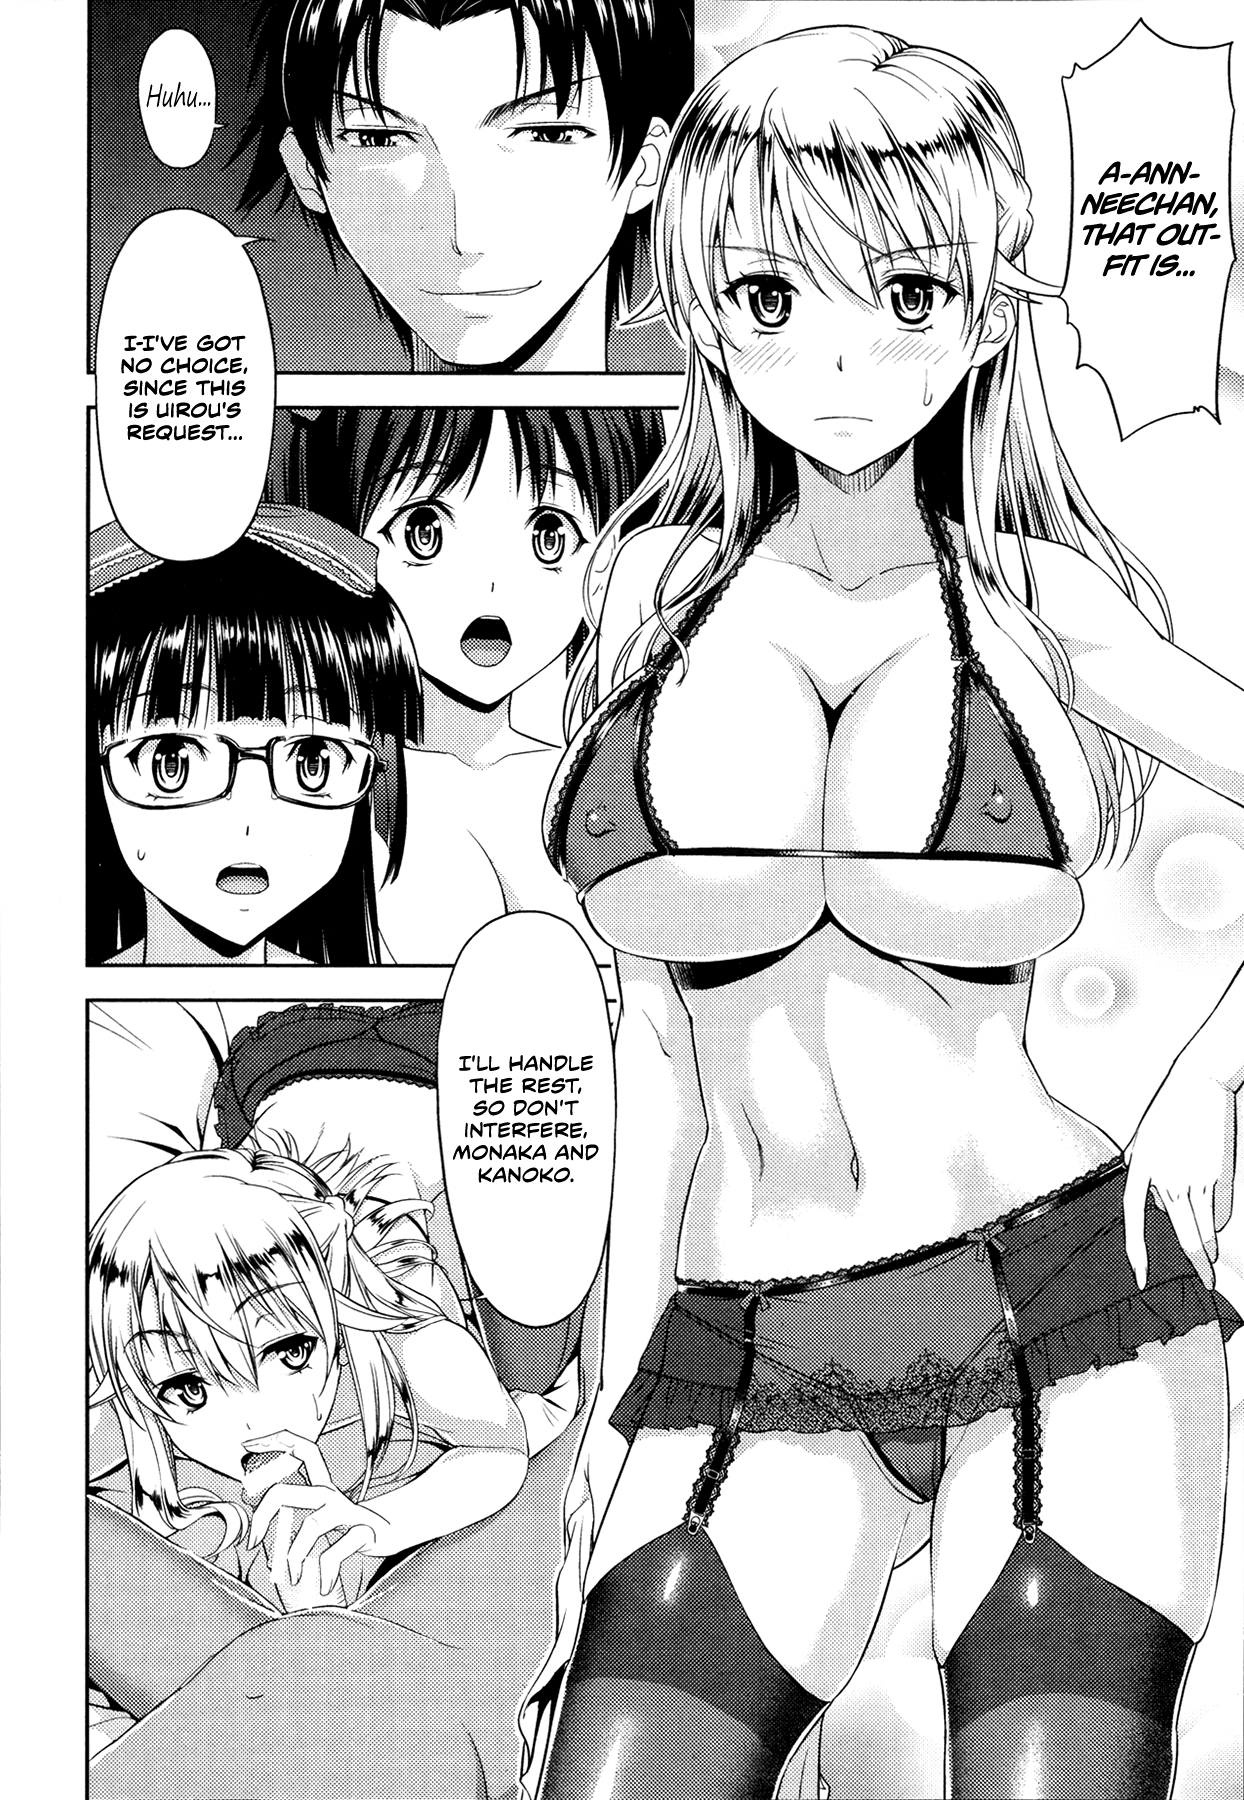 A-ANN-
NEECHAN,
THAT OUT-
FIT IS...
Huhu...
I-I'VE GOT
NO CHOICE,
SINCE THIS
IS UIROU'S
REQUEST...
I'LL HANDLE
THE REST,
SO DON'T
INTERFERE,
MONAKA AND
KANOKO.